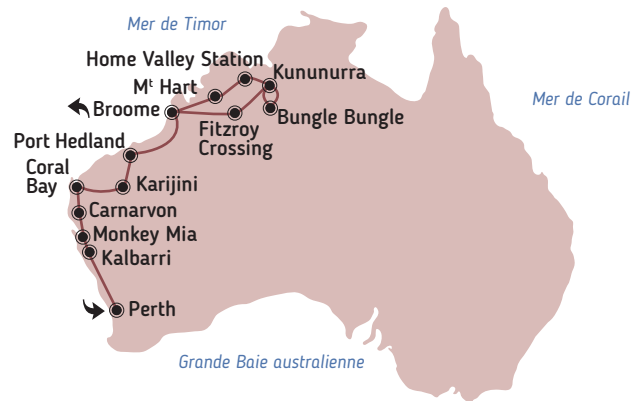 Mer de Timor
Home Valley Station
Mᵗ Hart
Kununurra
Mer de Corail
Broome
Bungle Bungle
Fitzroy
Crossing
Port Hedland
Coral
Bay
Karijini
Carnarvon
Monkey Mia
Kalbarri
Perth
Grande Baie australienne